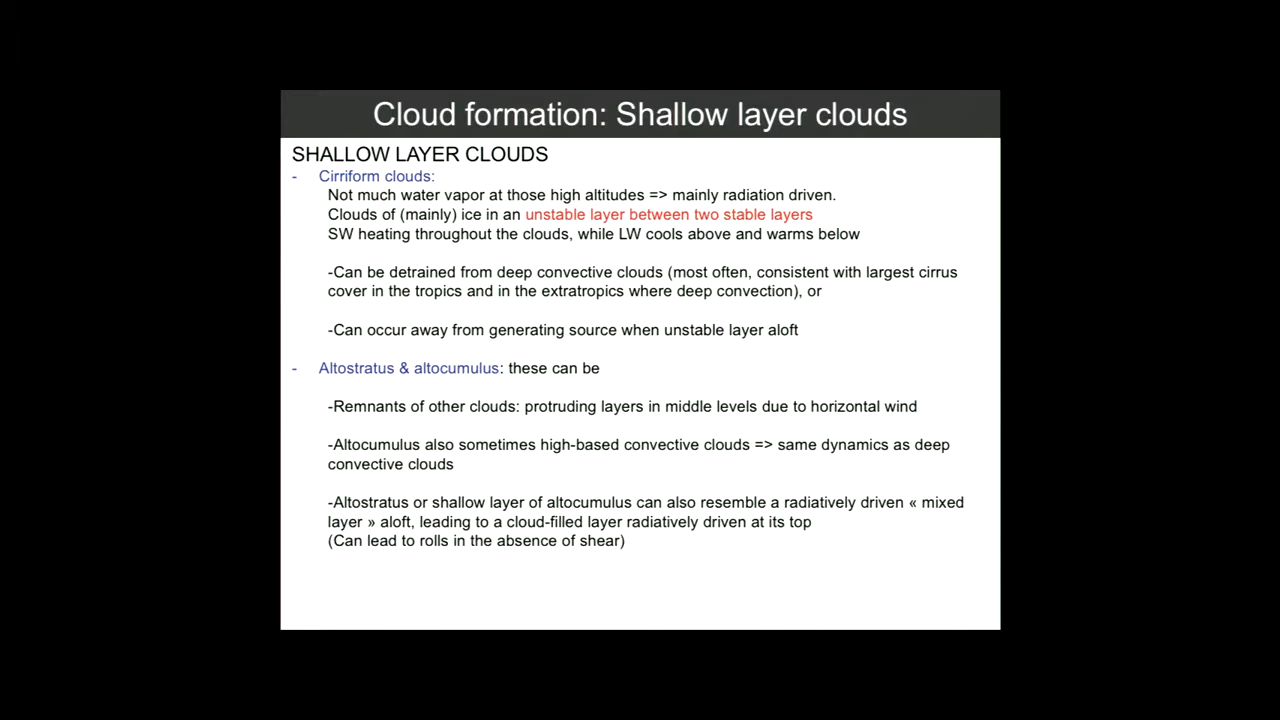 Cloud formation: Shallow layer clouds
SHALLOW LAYER CLOUDS
- Cirriform clouds:
Not much water vapor at those high altitudes => mainly radiation driven.
Clouds of (mainly) ice in an unstable layer between two stable layers
SW heating throughout the clouds, while LW cools above and warms below
-Can be detrained from deep convective clouds (most often, consistent with largest cirrus
cover in the tropics and in the extratropics where deep convection), or
-Can occur away from generating source when unstable layer aloft
- Altostratus & altocumulus: these can be
-Remnants of other clouds: protruding layers in middle levels due to horizontal wind
-Altocumulus also sometimes high-based convective clouds => same dynamics as deep
convective clouds
-Altostratus or shallow layer of altocumulus can also resemble a radiatively driven « mixed
layer » aloft, leading to a cloud-filled layer radiatively driven at its top
(Can lead to rolls in the absence of shear)